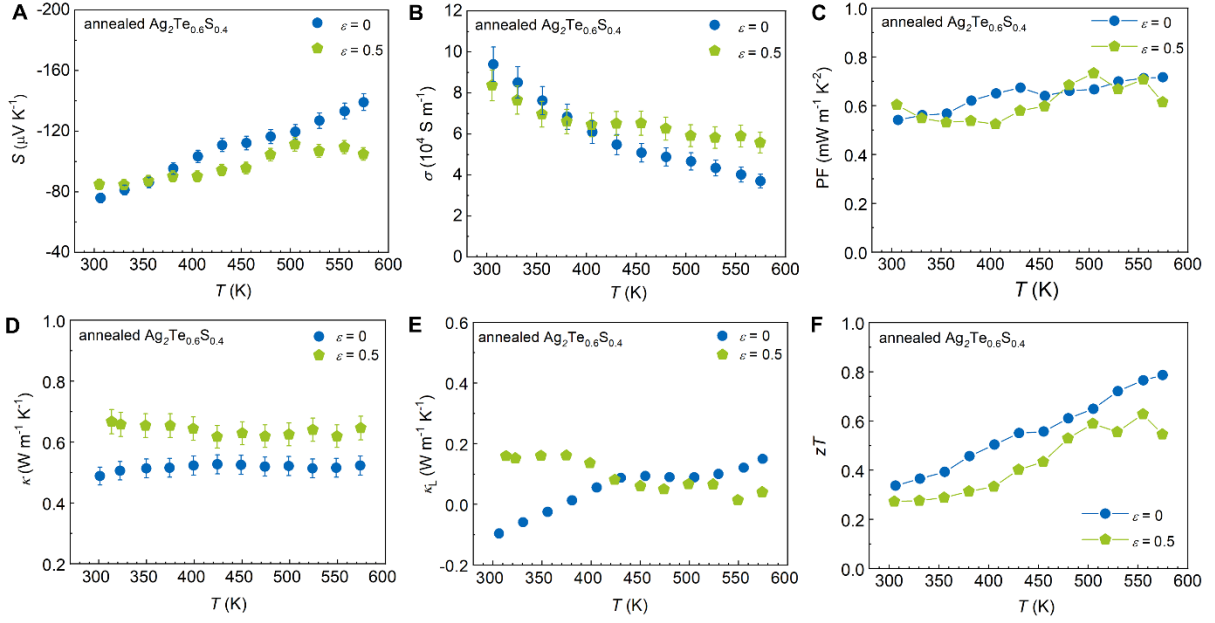 A
annealed Ag2Te0.6S0.4
ε = 0
ε = 0.5
-200
-160
-120
-80
-40
S (μV K⁻¹)
300 350 400 450 500 550 600
T (K)
B
annealed Ag2Te0.6S0.4
ε = 0
ε = 0.5
12
10
8
6
4
2
0
σ (10⁴ S m⁻¹)
300 350 400 450 500 550 600
T (K)
C
annealed Ag2Te0.6S0.4
ε = 0
ε = 0.5
1.0
0.8
0.6
0.4
0.2
0.0
PF (mW m⁻¹ K⁻²)
300 350 400 450 500 550 600
T (K)
D
annealed Ag2Te0.6S0.4
ε = 0
ε = 0.5
1.0
0.8
0.6
0.4
0.2
κ (W m⁻¹ K⁻¹)
300 350 400 450 500 550 600
T (K)
E
annealed Ag2Te0.6S0.4
ε = 0
ε = 0.5
0.6
0.4
0.2
0.0
-0.2
κL (W m⁻¹ K⁻¹)
300 350 400 450 500 550 600
T (K)
F
annealed Ag2Te0.6S0.4
1.0
0.8
0.6
0.4
0.2
0.0
zT
ε = 0
ε = 0.5
300 350 400 450 500 550 600
T (K)